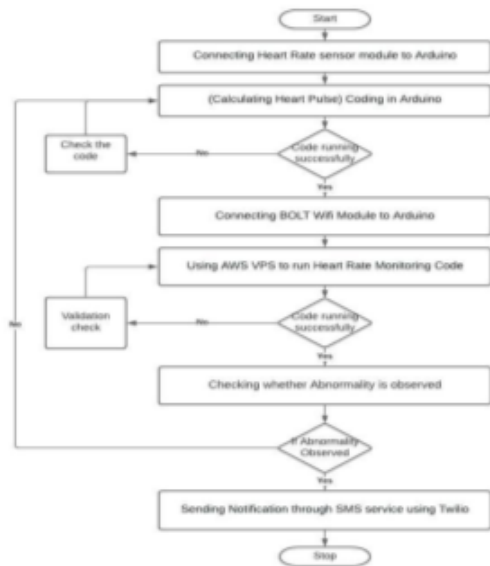 Start
Connecting Heart Rate sensor module to Arduino
(Calculating Heart Pulse) Coding in Arduino
Check the
code
No
Code running
successfully
Yes
Connecting BOLT Wifi Module to Arduino
Using AWS VPS to run Heart Rate Monitoring Code
No
Validation
check
No
Code running
successfully
Yes
Checking whether Abnormality is observed
If Abnormality
Observed
Yes
Sending Notification through SMS service using Twilio
Stop